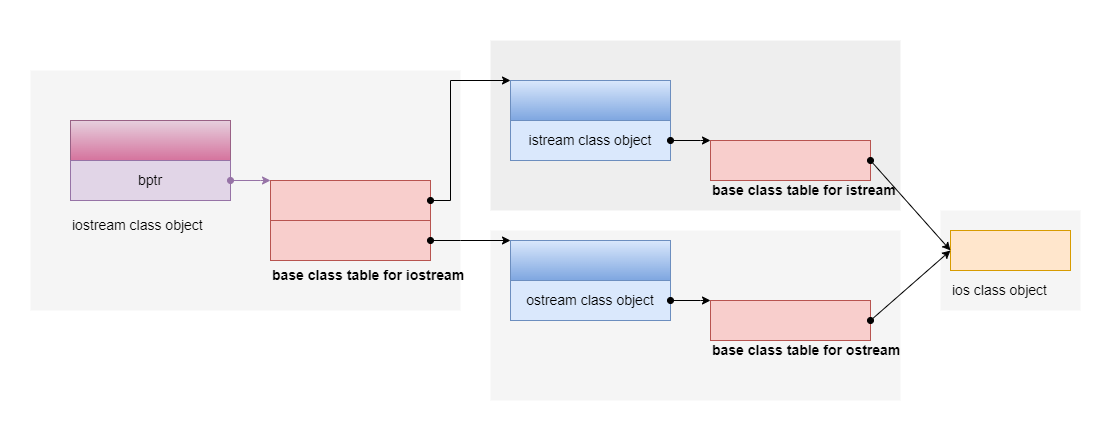 bptr
iostream class object
base class table for iostream
istream class object
base class table for istream
ostream class object
base class table for ostream
ios class object